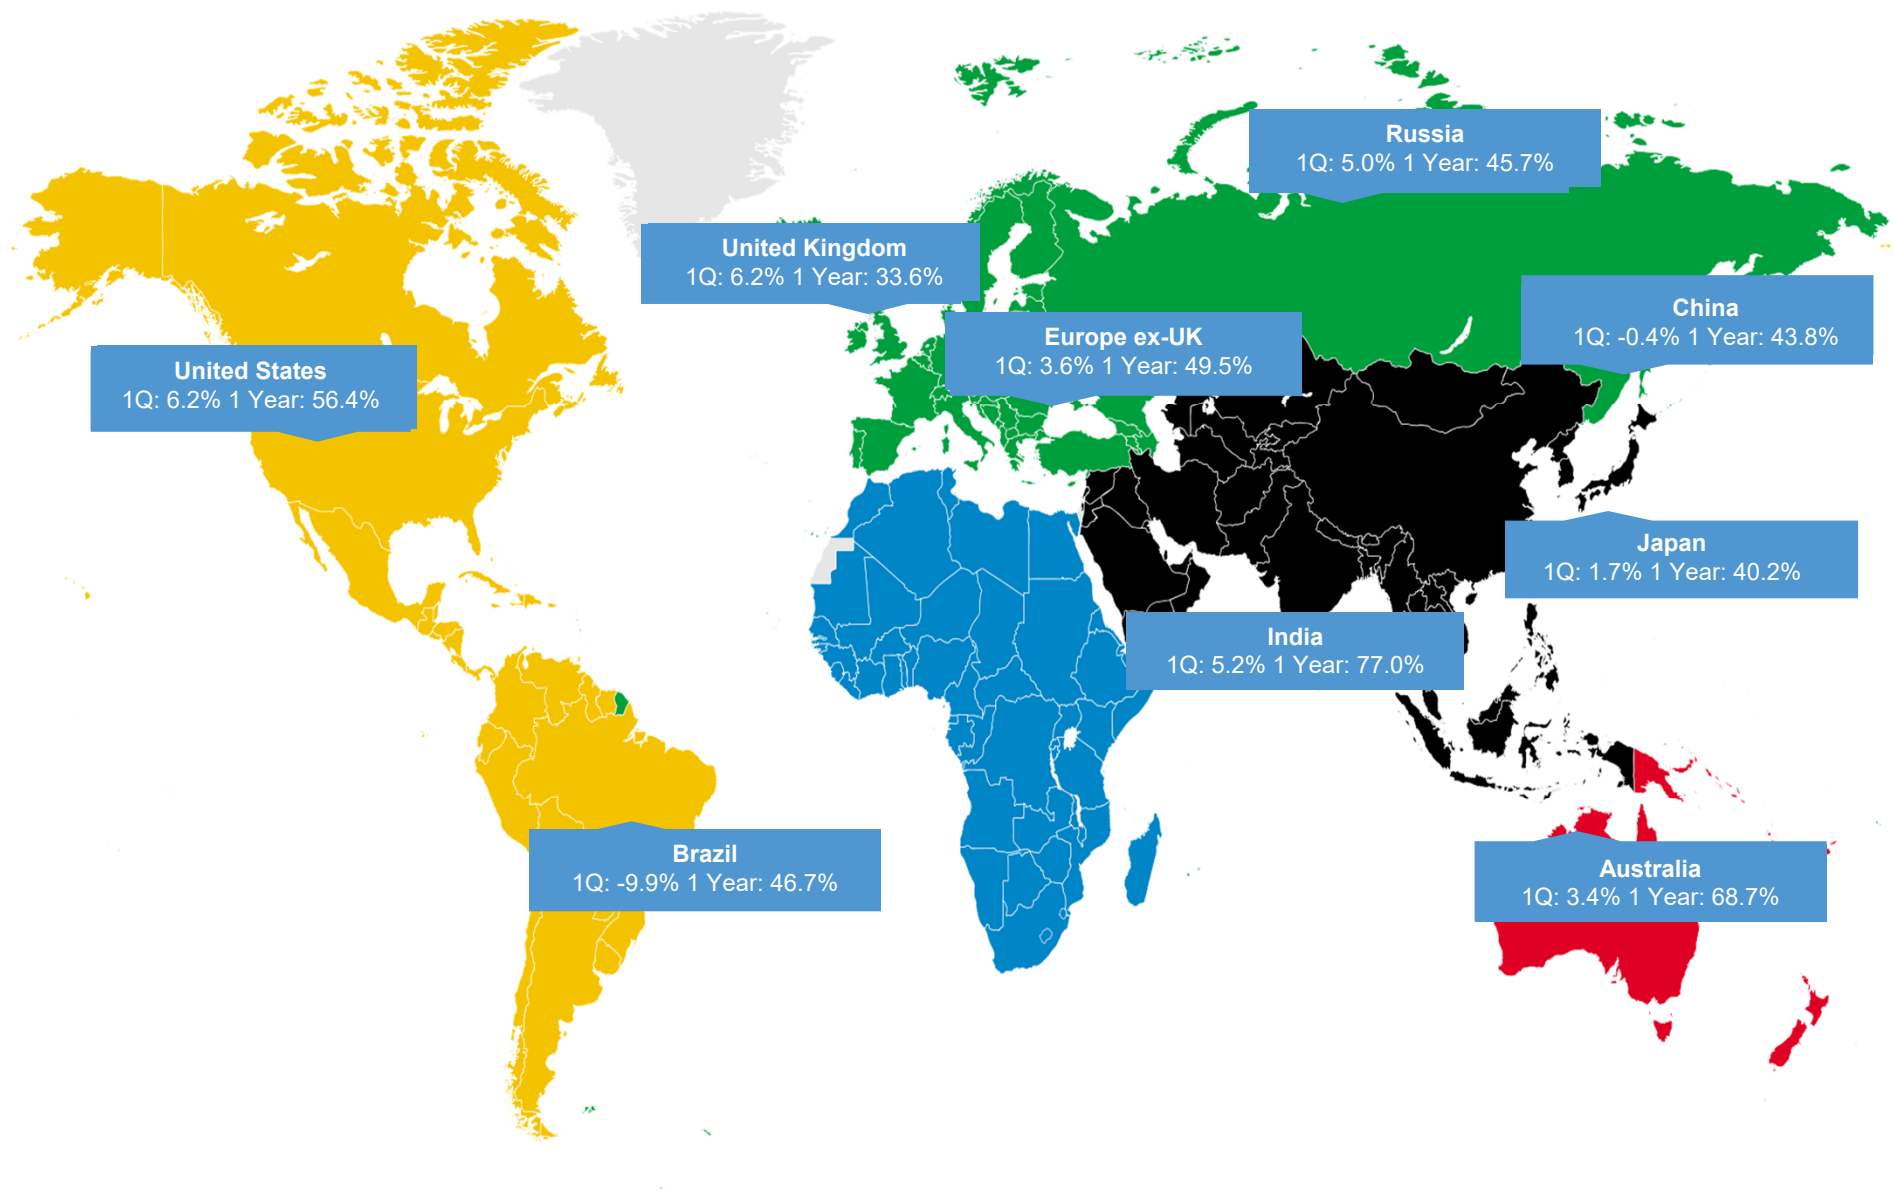 Russia
1Q: 5.0% 1 Year: 45.7%
United Kingdom
1Q: 6.2% 1 Year: 33.6%
China
1Q: -0.4% 1 Year: 43.8%
Europe ex-UK
1Q: 3.6% 1 Year: 49.5%
United States
1Q: 6.2% 1 Year: 56.4%
Japan
1Q: 1.7% 1 Year: 40.2%
India
1Q: 5.2% 1 Year: 77.0%
Brazil
1Q: -9.9% 1 Year: 46.7%
Australia
1Q: 3.4% 1 Year: 68.7%